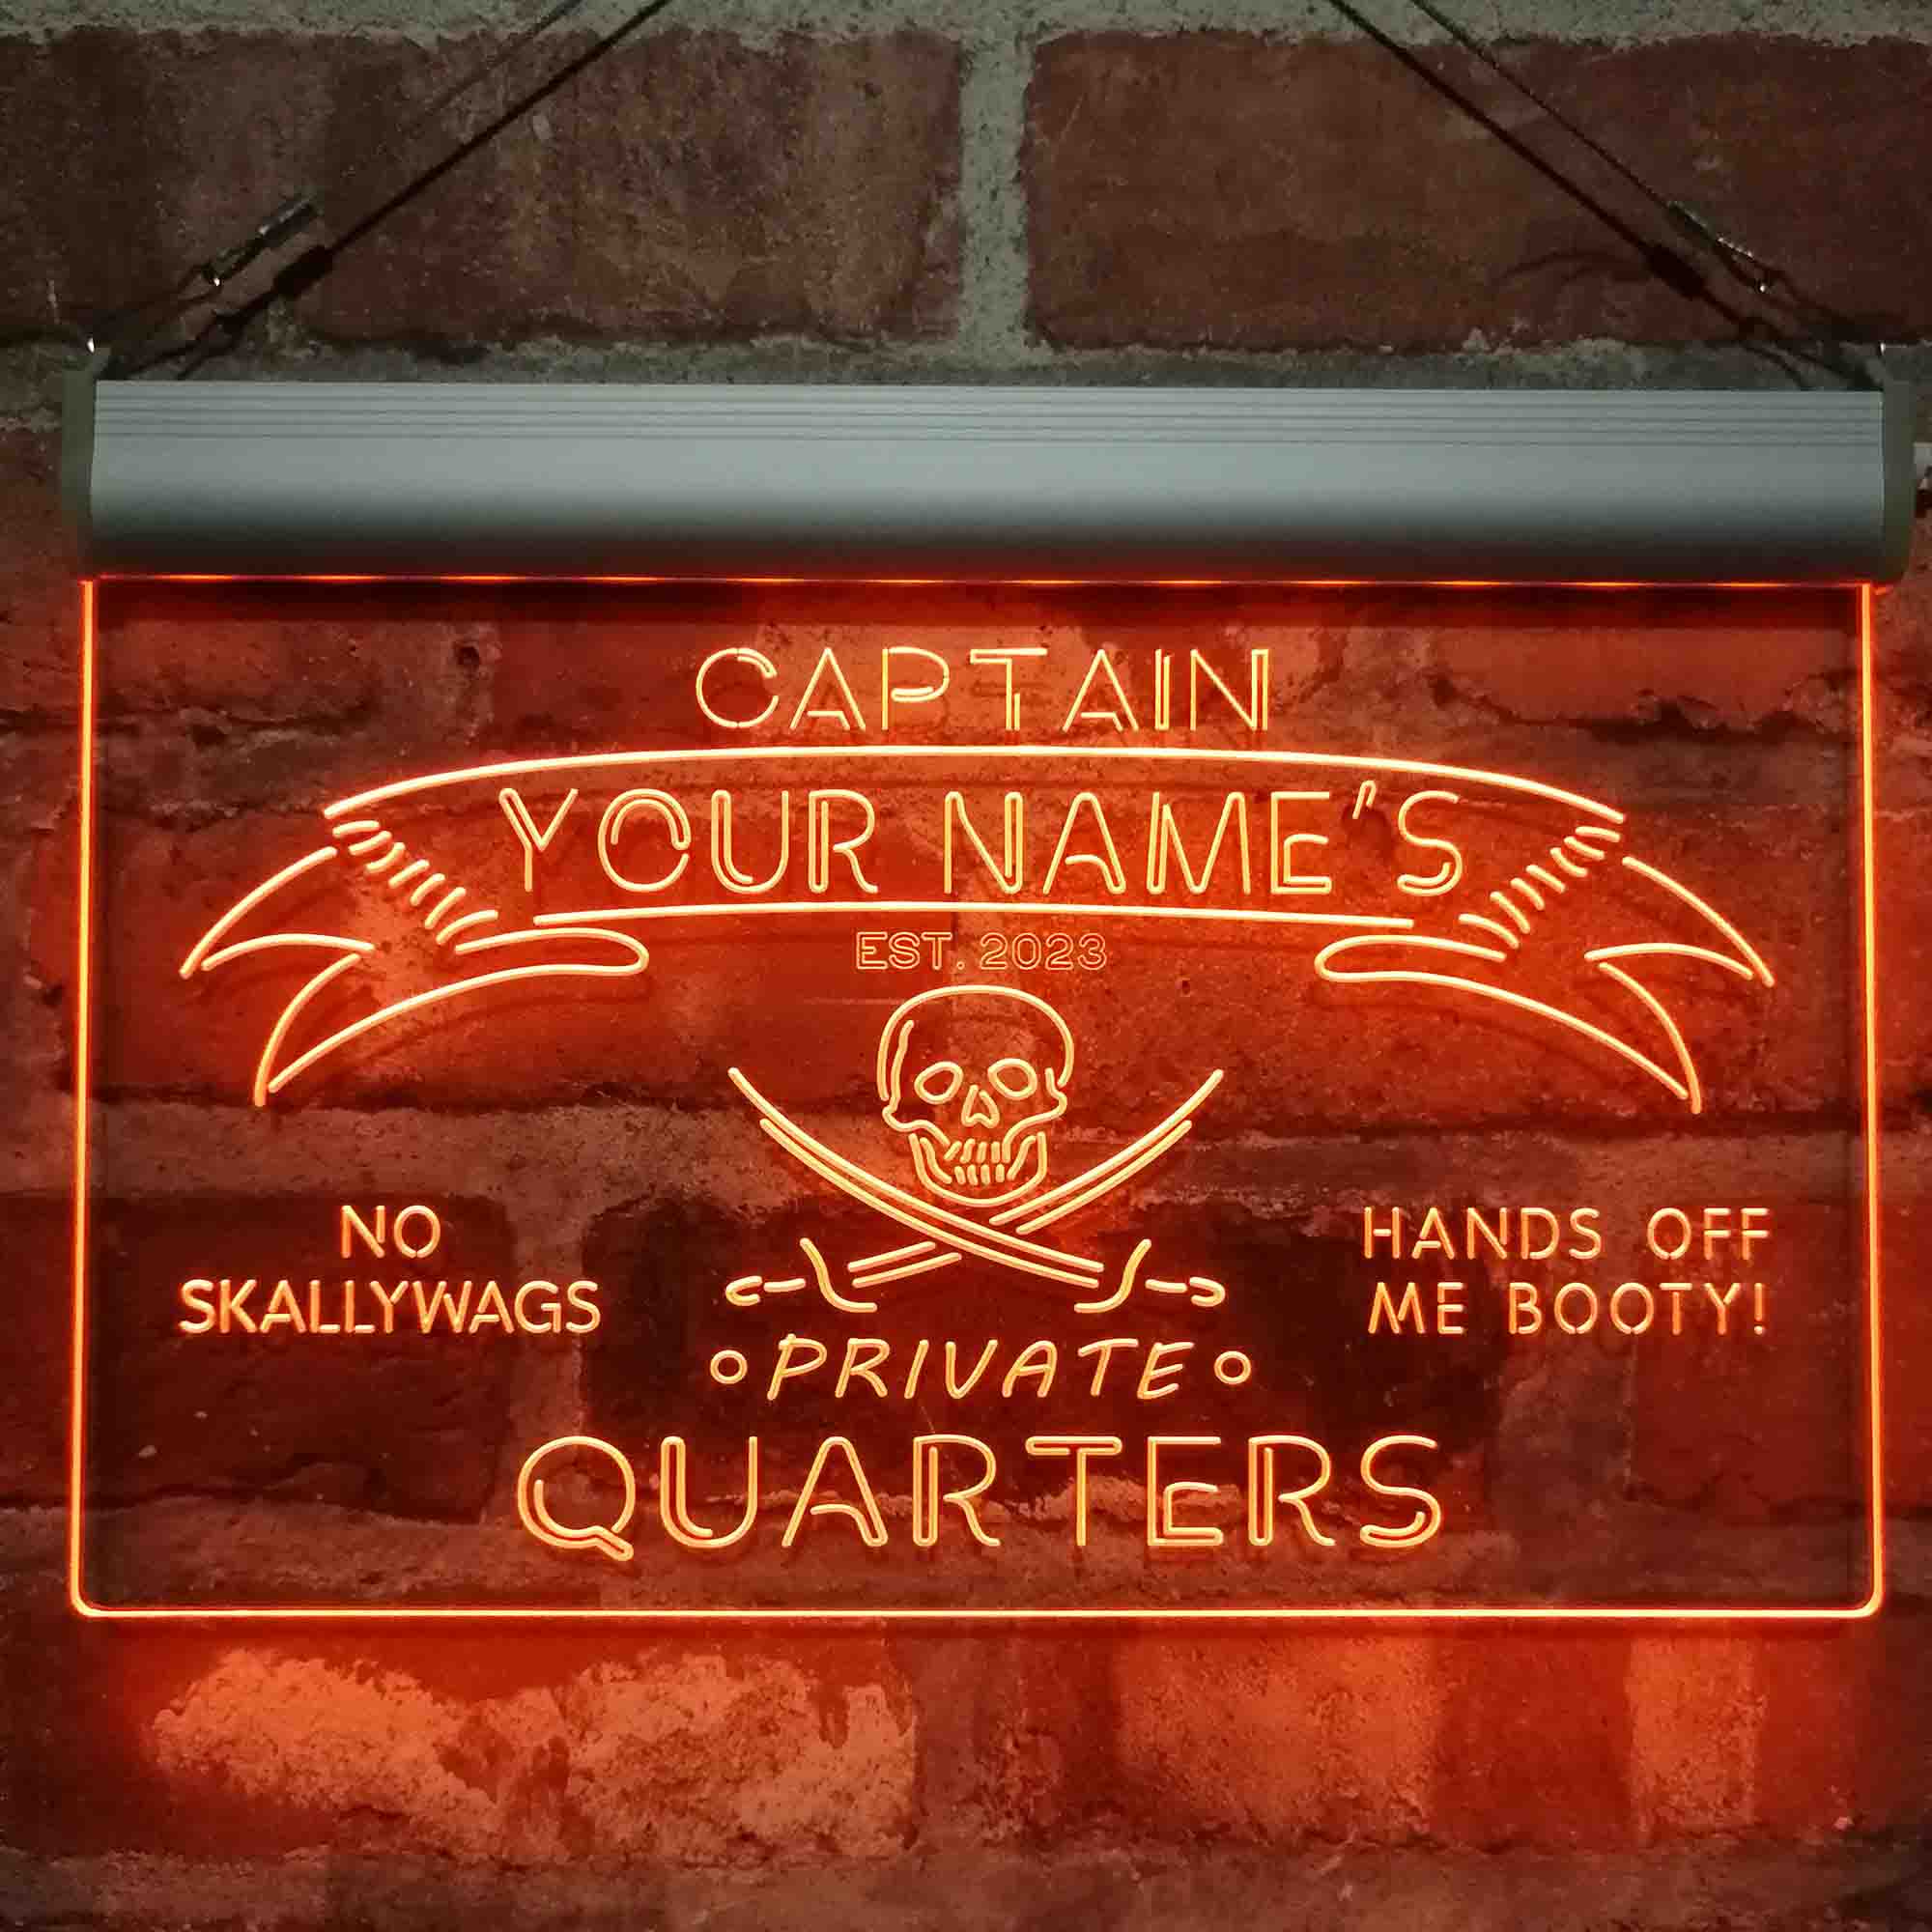 CAPTAIN
YOUR NAME'S
EST. 2023
NO
SKALLYWAGS
HANDS OFF
ME BOOTY!
PRIVATE
QUARTERS